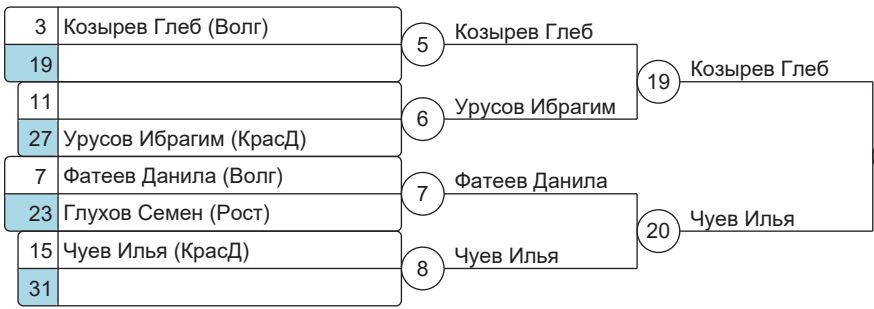 3 Козырев Глеб (Волг)
19
11
27 Урусов Ибрагим (КрасД)
7 Фатеев Данила (Волг)
23 Глухов Семен (Рост)
15 Чуев Илья (КрасД)
31
5 Козырев Глеб
6 Урусов Ибрагим
7 Фатеев Данила
8 Чуев Илья
19 Козырев Глеб
20 Чуев Илья